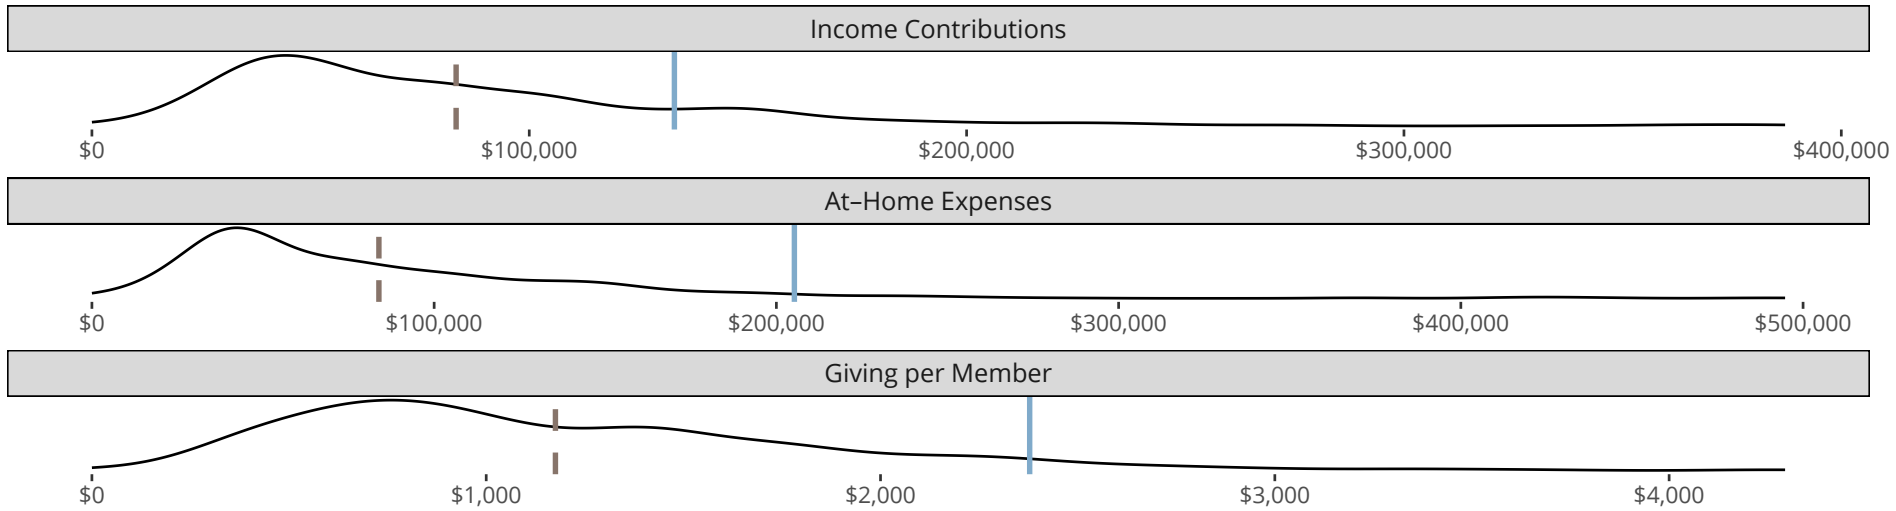 Income Contributions
$0 $100,000 $200,000 $300,000 $400,000
At–Home Expenses
$0 $100,000 $200,000 $300,000 $400,000 $500,000
Giving per Member
$0 $1,000 $2,000 $3,000 $4,000